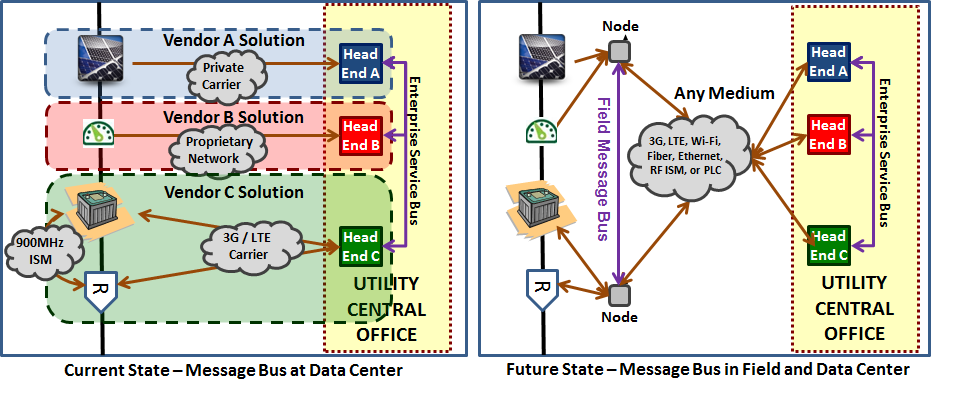 Vendor A Solution
Private
Carrier
Head
End A
Vendor B Solution
Proprietary
Network
Head
End B
Enterprise Service Bus
Vendor C Solution
900MHz
ISM
3G / LTE
Carrier
Head
End C
R
UTILITY
CENTRAL
OFFICE
Current State – Message Bus at Data Center
Node
Field Message Bus
Any Medium
3G, LTE, Wi-Fi,
Fiber, Ethernet,
RF ISM, or PLC
Head
End A
Head
End B
Enterprise Service Bus
Head
End C
R
Node
UTILITY
CENTRAL
OFFICE
Future State – Message Bus in Field and Data Center